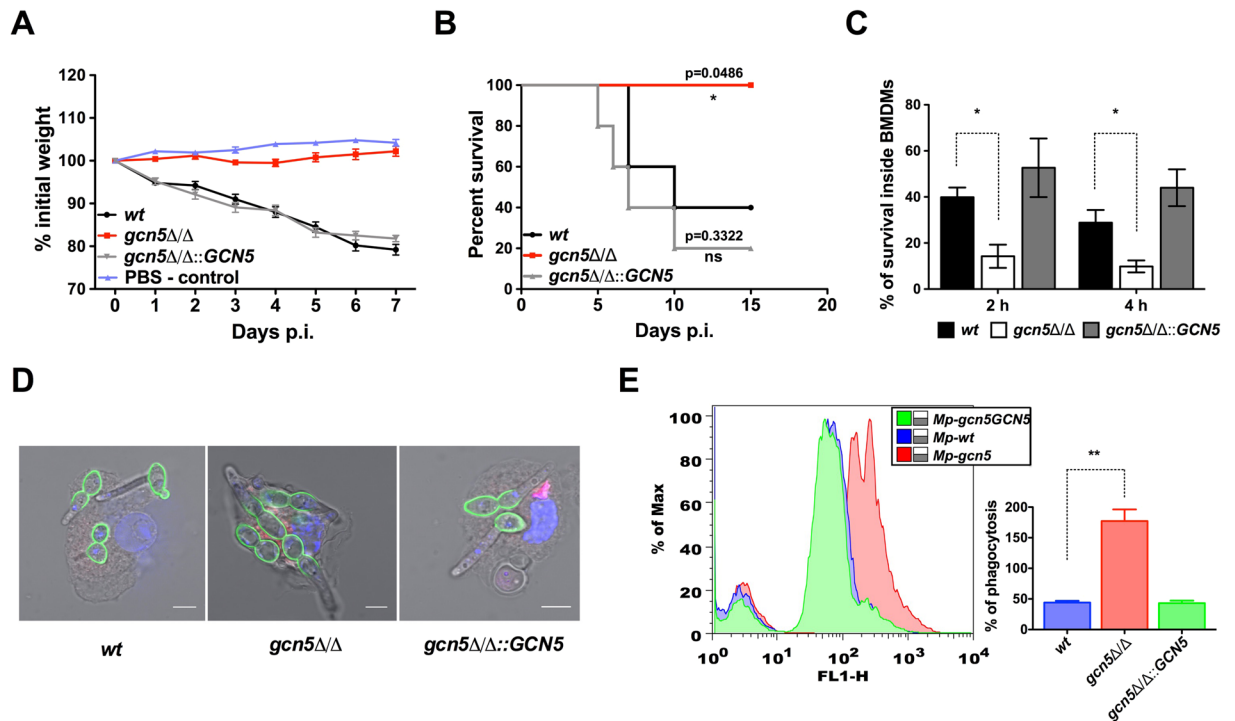 A
% initial weight
120
110
100
90
80
70
wt
gcn5Δ/Δ
gcn5Δ/Δ::GCN5
PBS - control
0 1 2 3 4 5 6 7
Days p.i.
B
Percent survival
100
80
60
40
20
0
p=0.0486
*
p=0.3322
ns
wt
gcn5Δ/Δ
gcn5Δ/Δ::GCN5
0 5 10 15 20
Days p.i.
C
% of survival inside BMDMs
80
60
40
20
0
* *
2 h 4 h
wt gcn5Δ/Δ gcn5Δ/Δ::GCN5
D
wt gcn5Δ/Δ gcn5Δ/Δ::GCN5
E
% of Max
100
80
60
40
20
0
Mp-gcn5GCN5
Mp-wt
Mp-gcn5
10⁰ 10¹ 10² 10³ 10⁴
FL1-H
% of phagocytosis
200
150
100
50
0
**
wt
gcn5Δ/Δ
gcn5Δ/Δ::GCN5